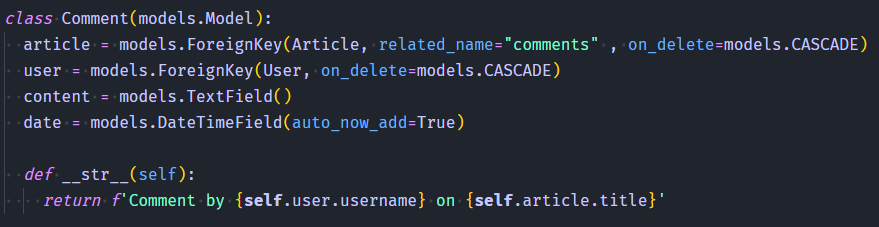 class Comment(models.Model):
  article = models.ForeignKey(Article, related_name="comments" , on_delete=models.CASCADE)
  user = models.ForeignKey(User, on_delete=models.CASCADE)
  content = models.TextField()
  date = models.DateTimeField(auto_now_add=True)
  def __str__(self):
    return f'Comment by {self.user.username} on {self.article.title}'